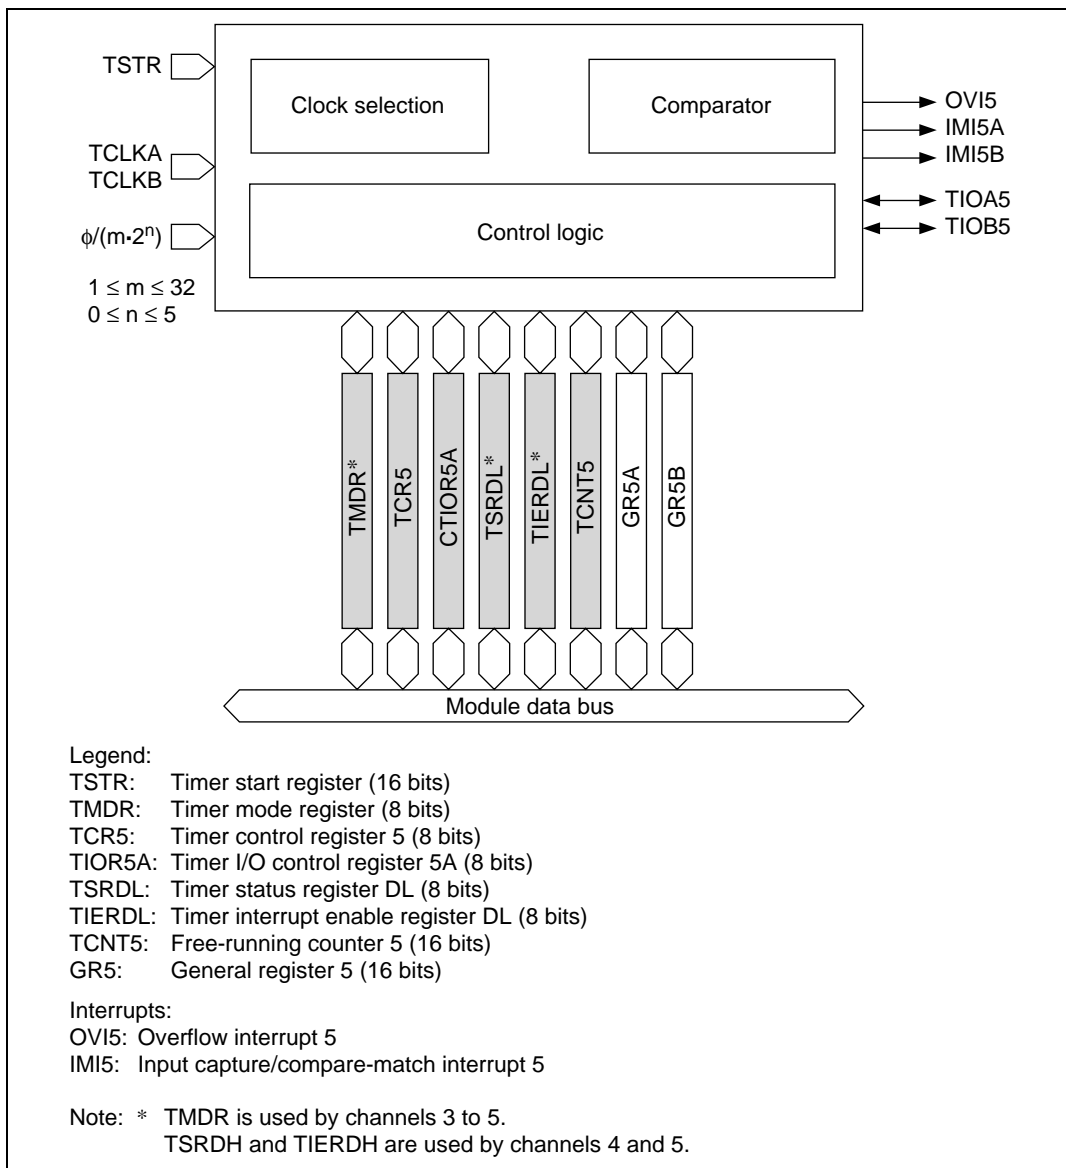 TSTR
Clock selection
Comparator
OVI5
IMI5A
IMI5B
TCLKA
TCLKB
TIOA5
TIOB5
ϕ/(m·2ⁿ)
Control logic
1 ≤ m ≤ 32
0 ≤ n ≤ 5
TMDR*
TCR5
CTIOR5A
TSRDL*
TIERDL*
TCNT5
GR5A
GR5B
Module data bus
Legend:
TSTR: Timer start register (16 bits)
TMDR: Timer mode register (8 bits)
TCR5: Timer control register 5 (8 bits)
TIOR5A: Timer I/O control register 5A (8 bits)
TSRDL: Timer status register DL (8 bits)
TIERDL: Timer interrupt enable register DL (8 bits)
TCNT5: Free-running counter 5 (16 bits)
GR5: General register 5 (16 bits)
Interrupts:
OVI5: Overflow interrupt 5
IMI5: Input capture/compare-match interrupt 5
Note: * TMDR is used by channels 3 to 5.
TSRDH and TIERDH are used by channels 4 and 5.